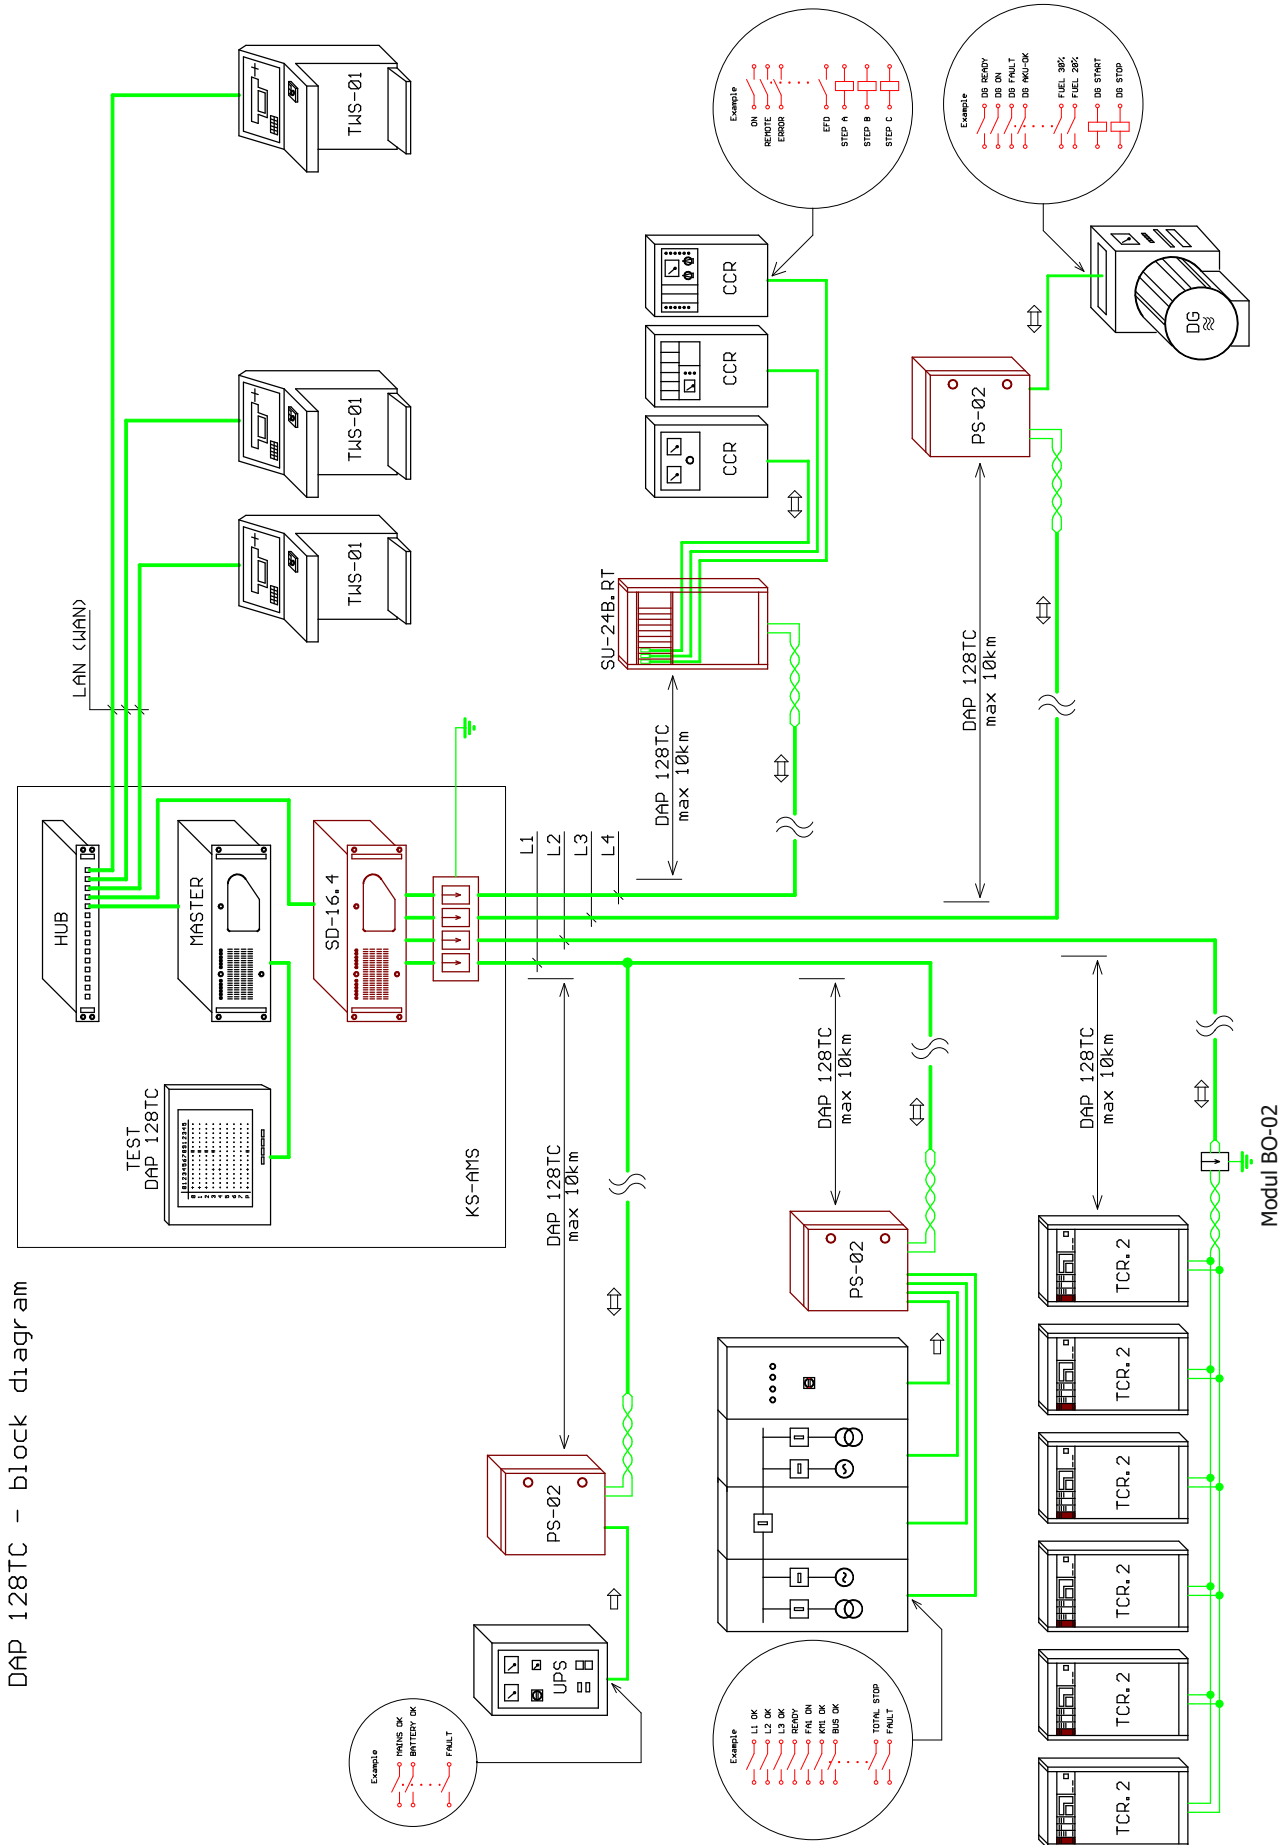 DAP 128TC - block diagram
TEST
DAP 128TC
HUB
MASTER
SD-16.4
KS-AMS
LAN (WAN)
TWS-01
TWS-01
TWS-01
L1
L2
L3
L4
Example
MAINS OK
BATTERY OK
FAULT
UPS
PS-02
DAP 128TC
max 10km
SU-24B.RT
DAP 128TC
max 10km
CCR
CCR
CCR
Example
ON
REMOTE
ERROR
EFD
STEP A
STEP B
STEP C
Example
L1 OK
L2 OK
L3 OK
READY
FA1 ON
KM1 OK
BUS OK
TOTAL STOP
FAULT
PS-02
DAP 128TC
max 10km
DAP 128TC
max 10km
PS-02
Example
DG READY
DG ON
DG FAULT
DG AKU-OK
FUEL 30%
FUEL 20%
DG START
DG STOP
DG
TCR.2
TCR.2
TCR.2
TCR.2
TCR.2
TCR.2
DAP 128TC
max 10km
Modul BO-02